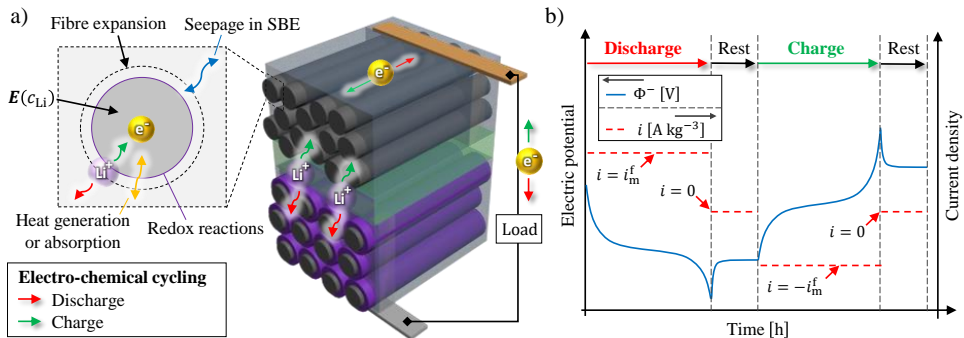 a)
Fibre expansion
Seepage in SBE
E(c_Li)
e⁻
Li⁺
Heat generation
or absorption
Redox reactions
Electro-chemical cycling
Discharge
Charge
e⁻
Li⁺
Li⁺
e⁻
Load
b)
Discharge
Rest
Charge
Rest
Φ⁻ [V]
i [A kg⁻³]
i = i_m^f
i = 0
i = 0
i = −i_m^f
Electric potential
Current density
Time [h]